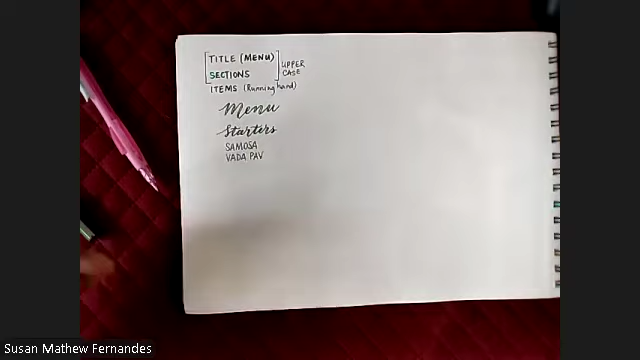 TITLE (MENU)
SECTIONS
UPPER
CASE
ITEMS (Running hand)
Menu
Starters
SAMOSA
VADA PAV
Susan Mathew Fernandes